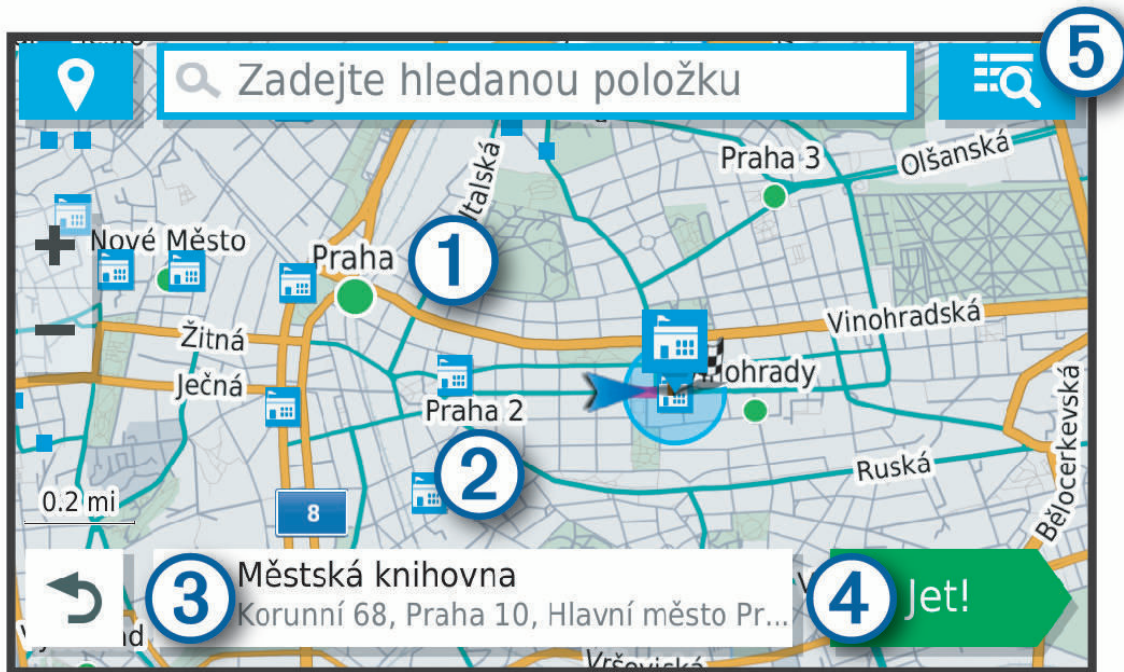 5
Zadejte hledanou položku
Praha 3
Olšanská
Italská
1
Nové Město
Praha
Vinohradská
Žitná
Ječná
Praha 2
2
Ruská
Bělocerkevská
0.2 mi
8
3
Městská knihovna
Korunní 68, Praha 10, Hlavní město Pr...
4
Jet!
Vršovická